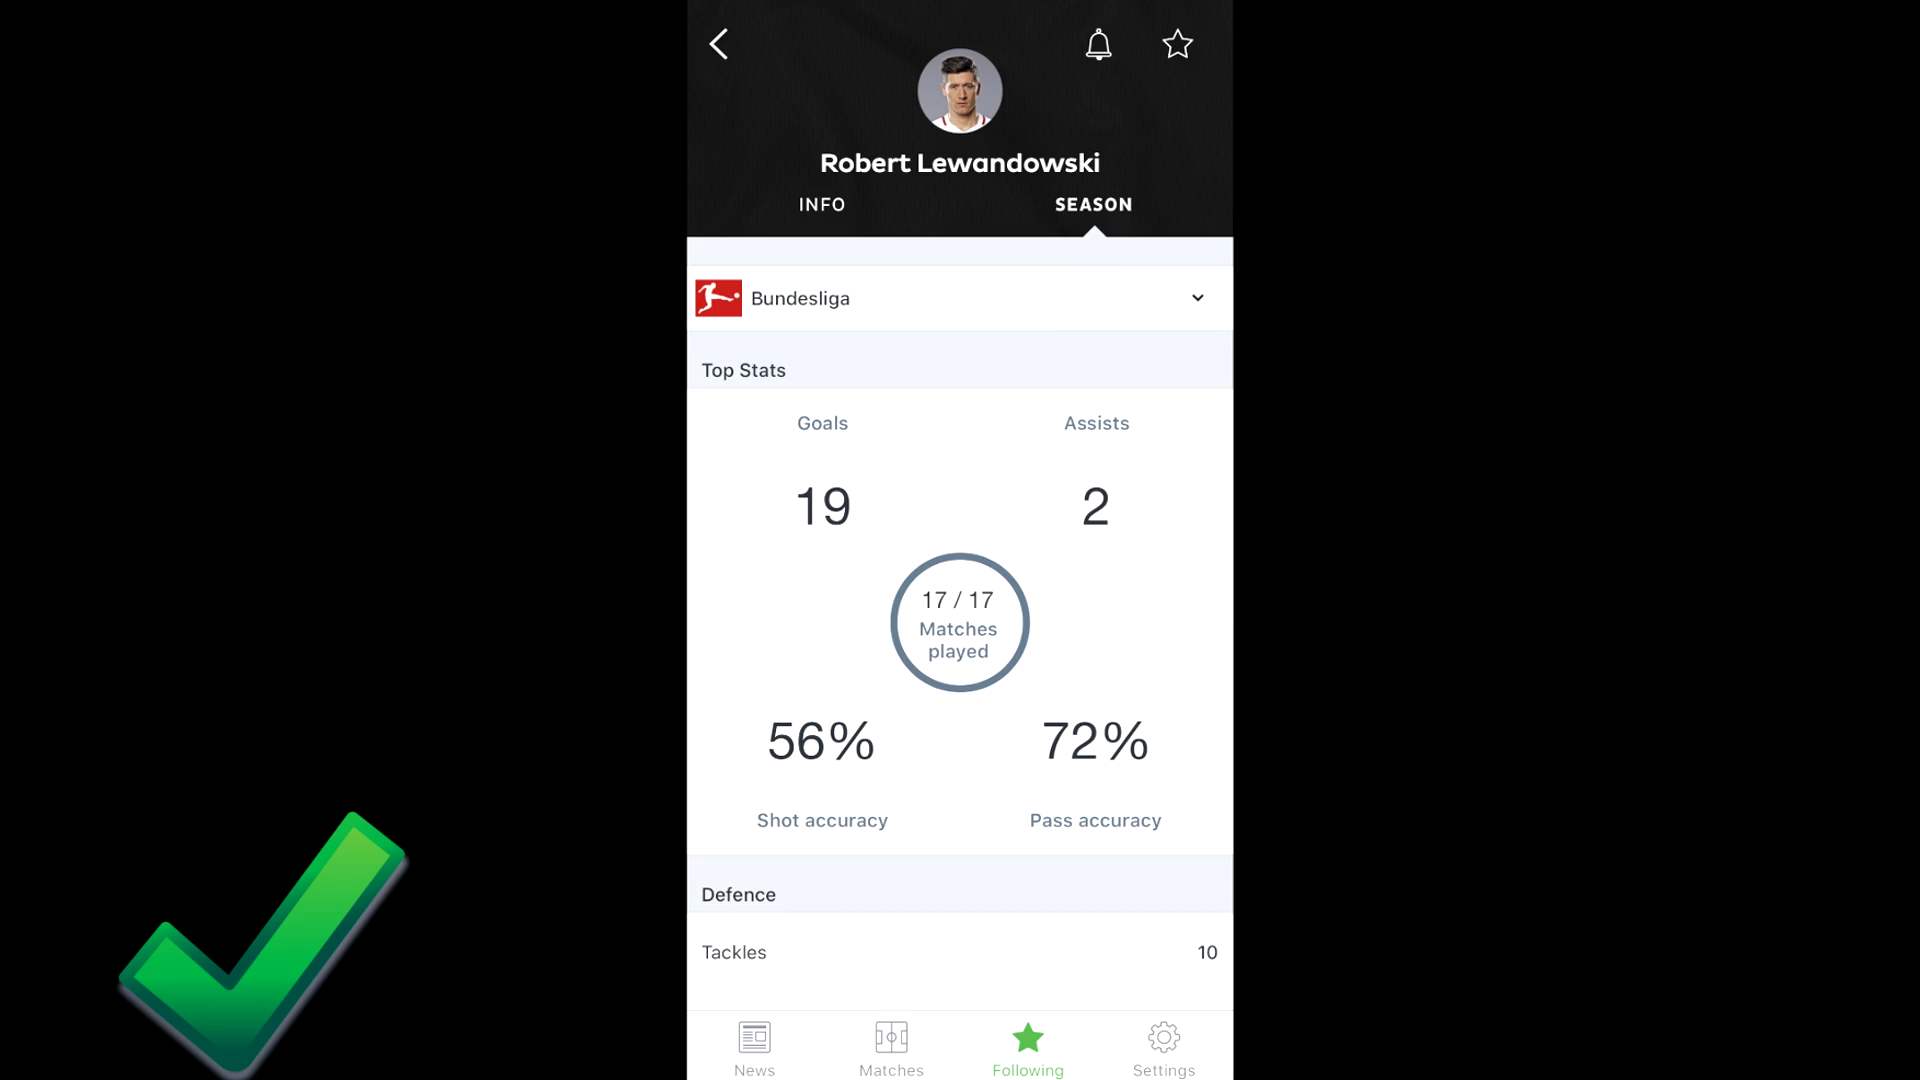 Robert Lewandowski
INFO SEASON
Bundesliga
Top Stats
Goals Assists
19 2
17 / 17
Matches
played
56% 72%
Shot accuracy Pass accuracy
Defence
Tackles 10
News Matches Following Settings